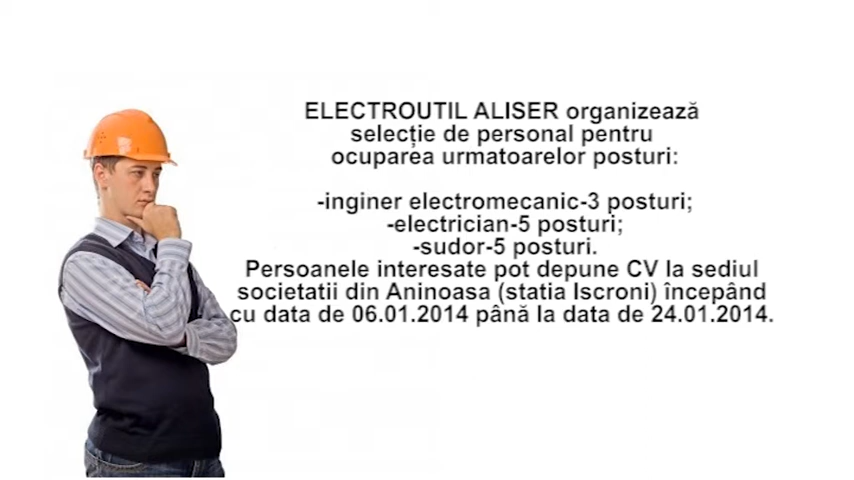 ELECTROUTIL ALISER organizează
selecție de personal pentru
ocuparea urmatoarelor posturi:
-inginer electromecanic-3 posturi;
-electrician-5 posturi;
-sudor-5 posturi.
Persoanele interesate pot depune CV la sediul
societatii din Aninoasa (statia Iscroni) începând
cu data de 06.01.2014 până la data de 24.01.2014.